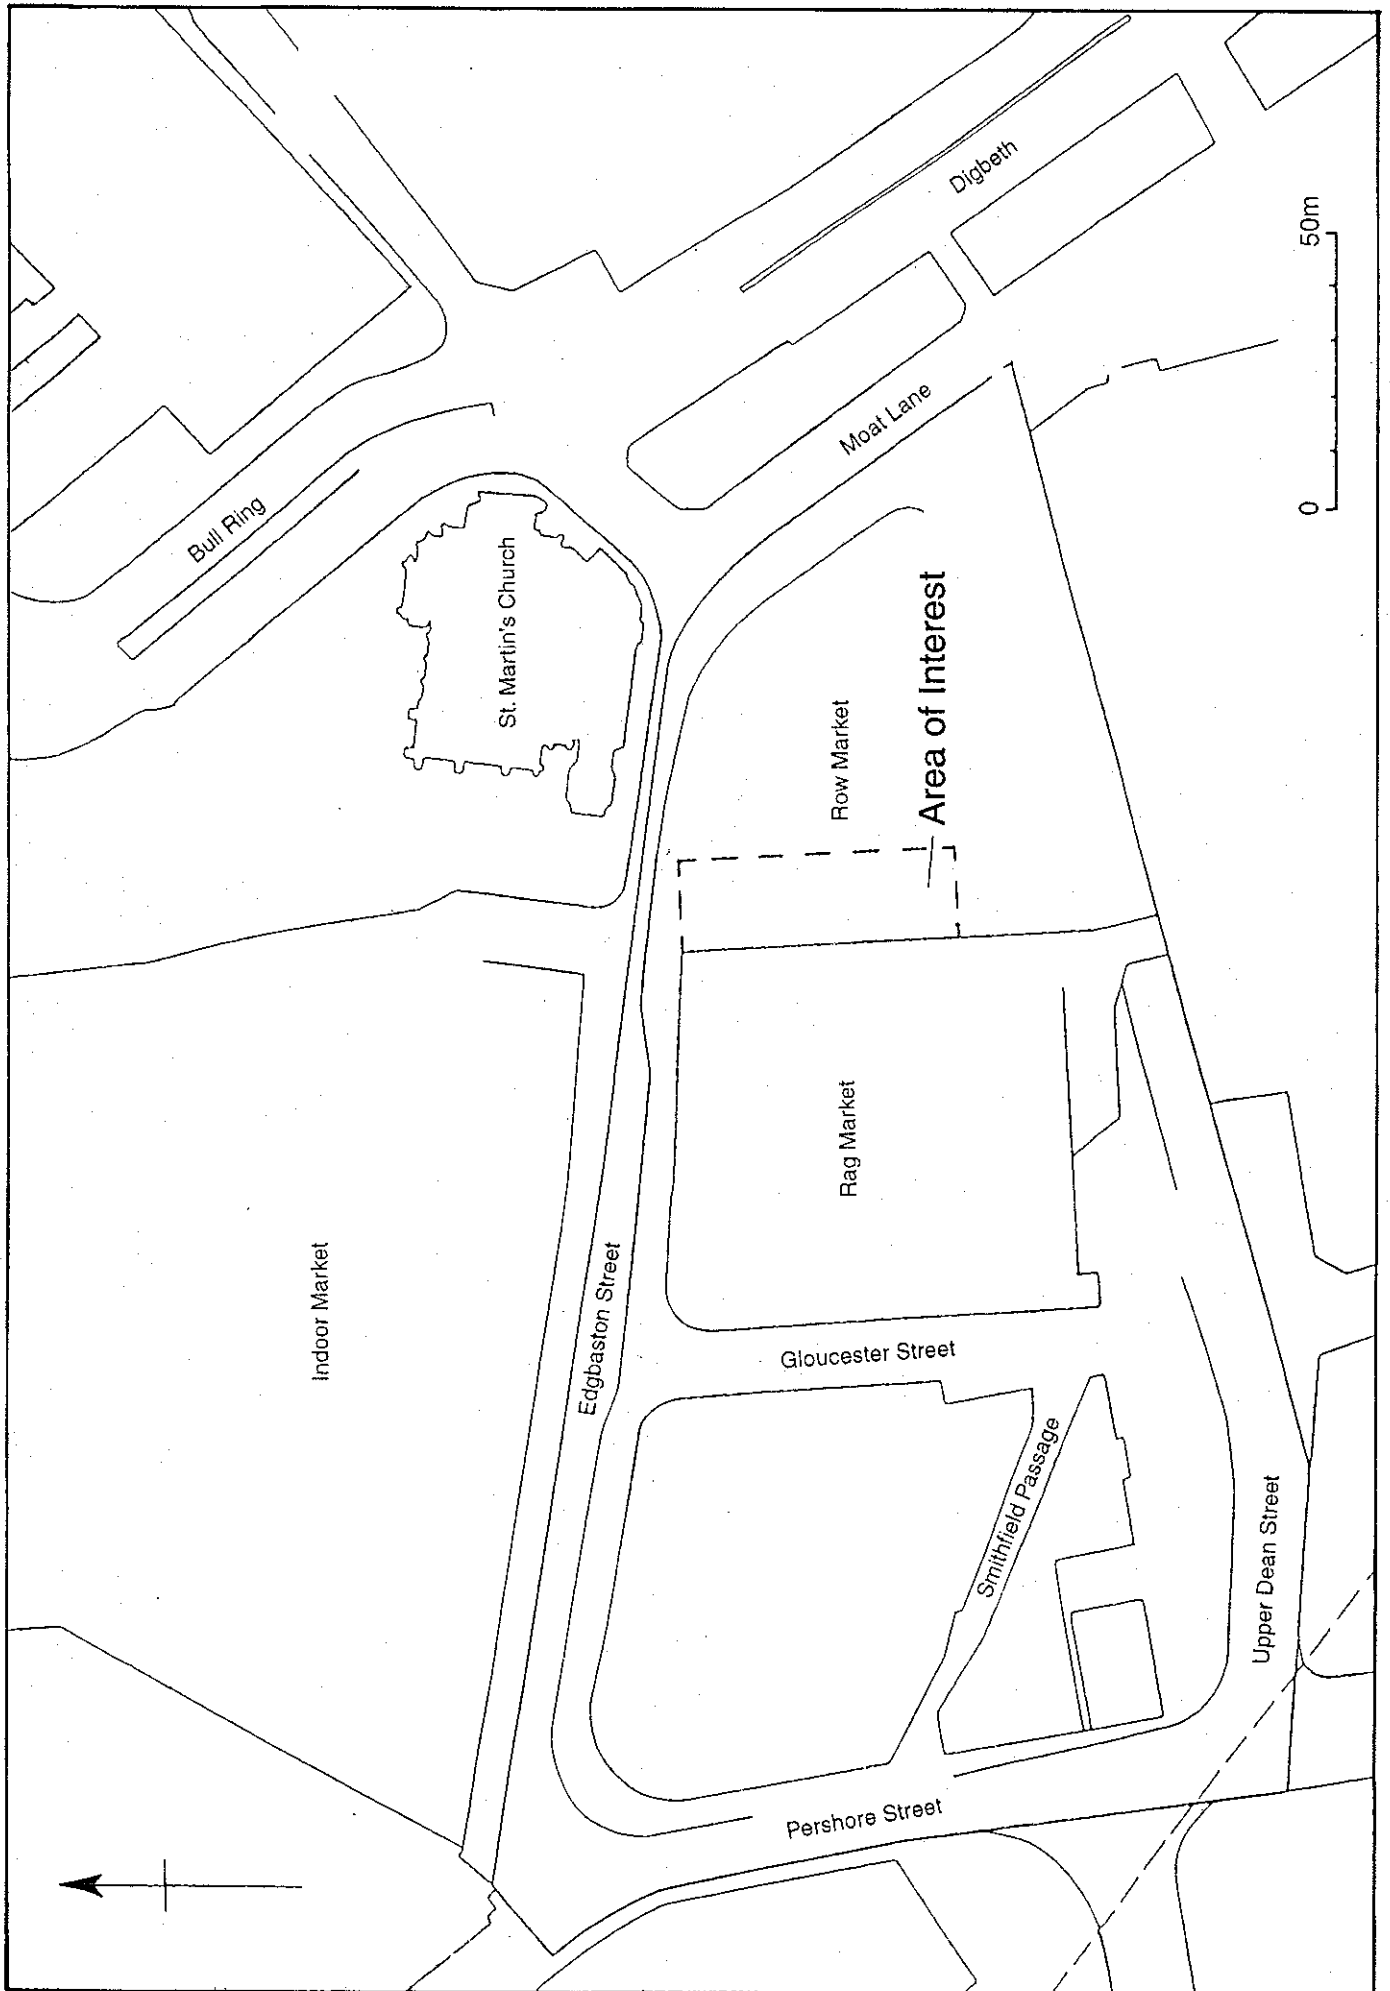 Bull Ring
Digbeth
St. Martin's Church
Moat Lane
50m
0
Indoor Market
Row Market
Area of Interest
Rag Market
Edgbaston Street
Gloucester Street
Smithfield Passage
Upper Dean Street
Pershore Street